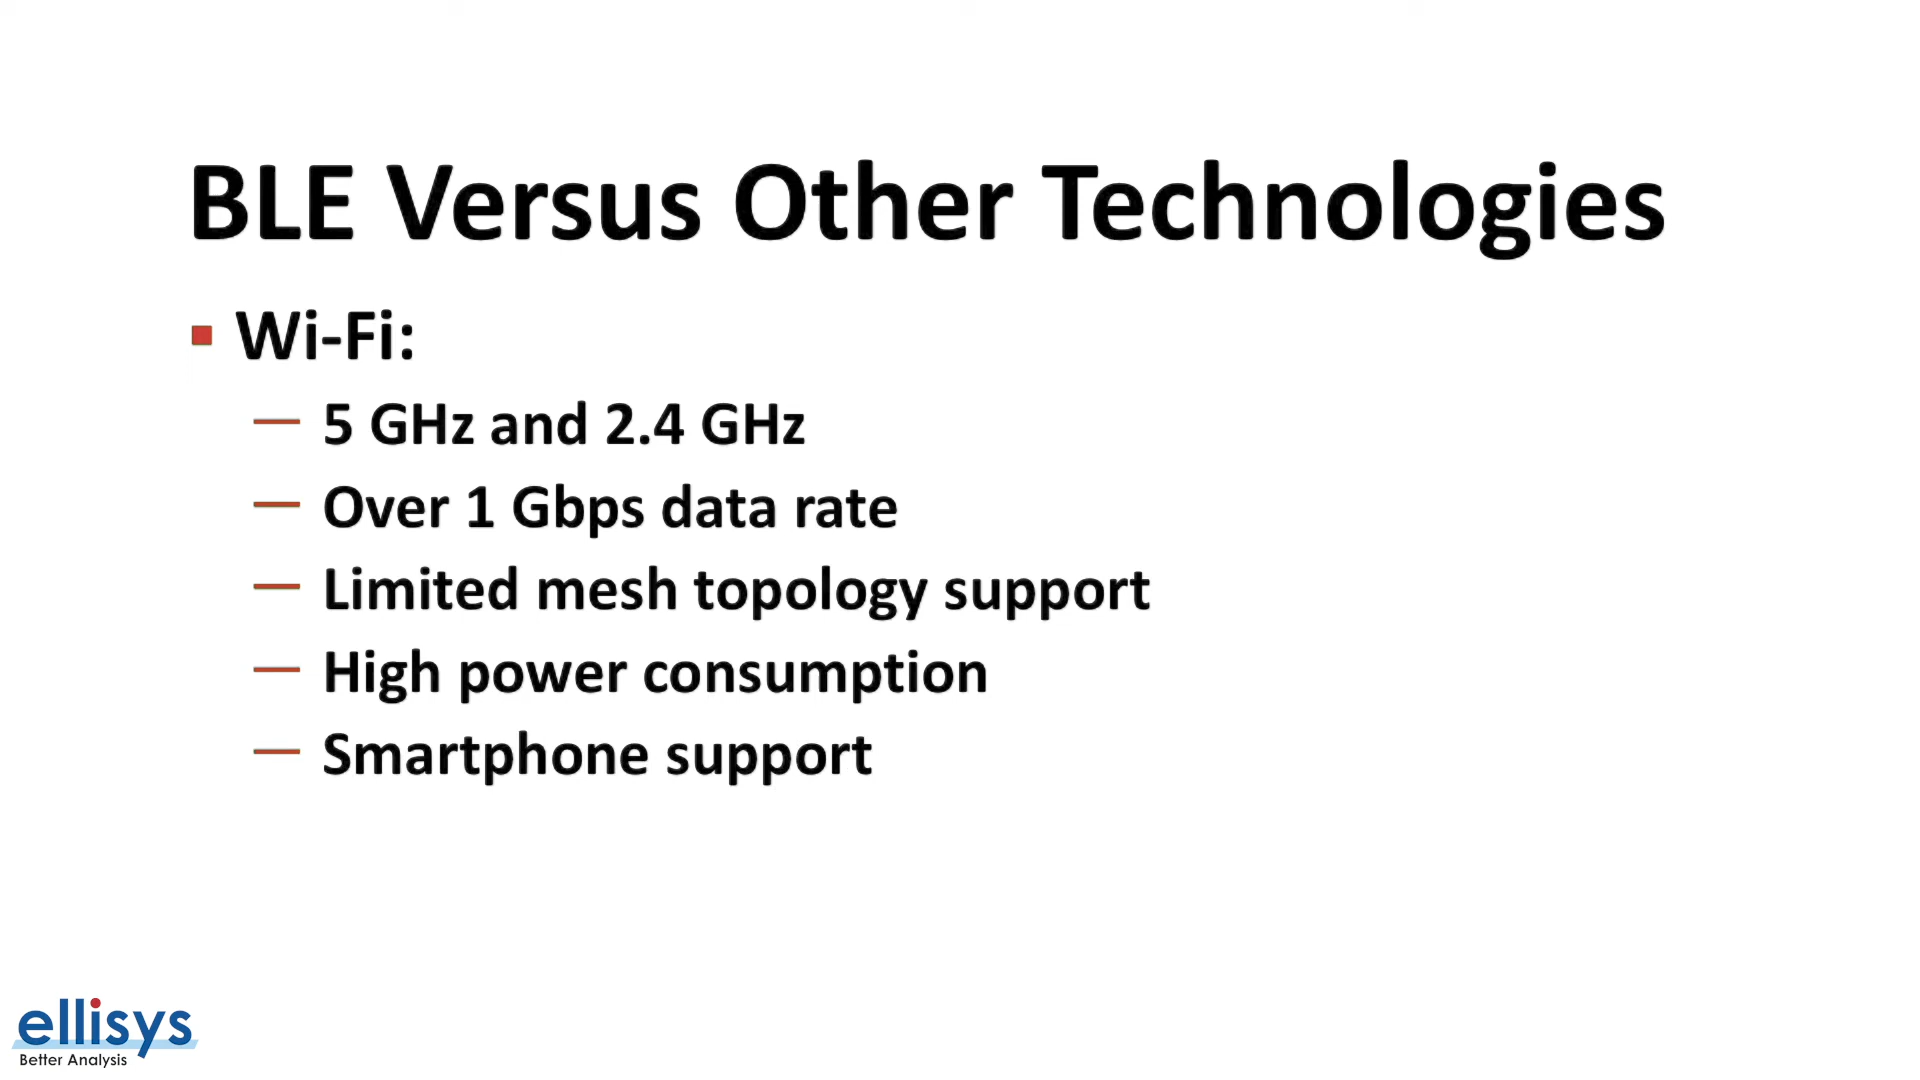 BLE Versus Other Technologies
Wi-Fi:
— 5 GHz and 2.4 GHz
— Over 1 Gbps data rate
— Limited mesh topology support
— High power consumption
— Smartphone support
ellisys
Better Analysis